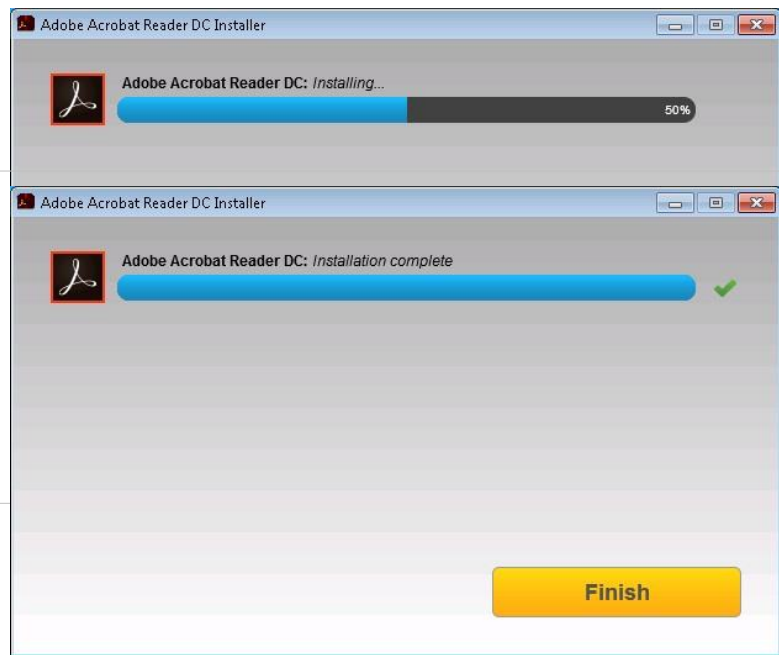 Adobe Acrobat Reader DC Installer
Adobe Acrobat Reader DC: Installing...
50%
Adobe Acrobat Reader DC Installer
Adobe Acrobat Reader DC: Installation complete
Finish